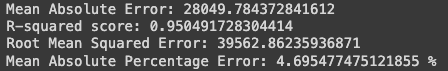 Mean Absolute Error: 28049.784372841612
R-squared score: 0.950491728304414
Root Mean Squared Error: 39562.86235936871
Mean Absolute Percentage Error: 4.695477475121855 %